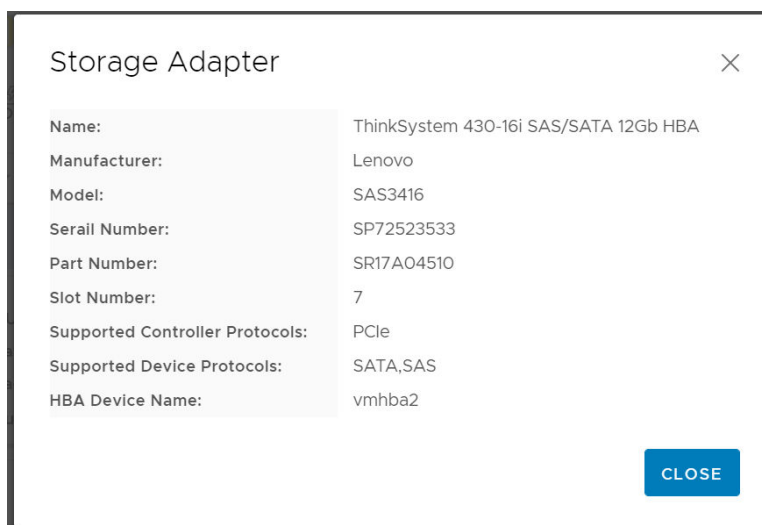 Storage Adapter
Name: ThinkSystem 430-16i SAS/SATA 12Gb HBA
Manufacturer: Lenovo
Model: SAS3416
Serail Number: SP72523533
Part Number: SR17A04510
Slot Number: 7
Supported Controller Protocols: PCIe
Supported Device Protocols: SATA,SAS
HBA Device Name: vmhba2
CLOSE